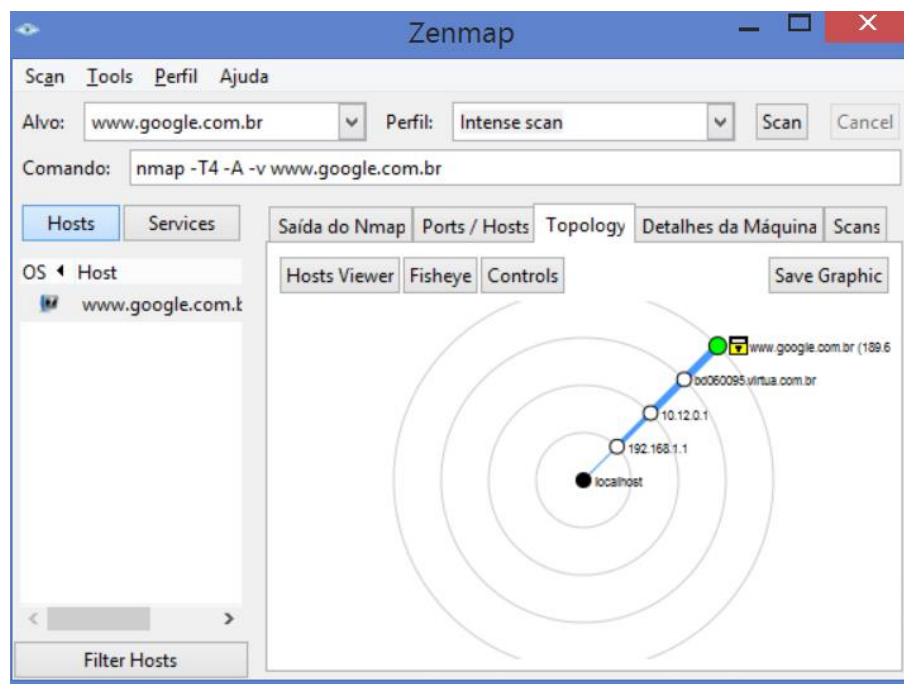 Zenmap
Scan Tools Perfil Ajuda
Alvo: www.google.com.br Perfil: Intense scan Scan Cancel
Comando: nmap -T4 -A -v www.google.com.br
Hosts Services Saída do Nmap Ports / Hosts Topology Detalhes da Máquina Scans
OS Host Hosts Viewer Fisheye Controls Save Graphic
www.google.com.b
www.google.com.br (189.6
bd060095.virtua.com.br
10.12.0.1
192.168.1.1
localhost
Filter Hosts